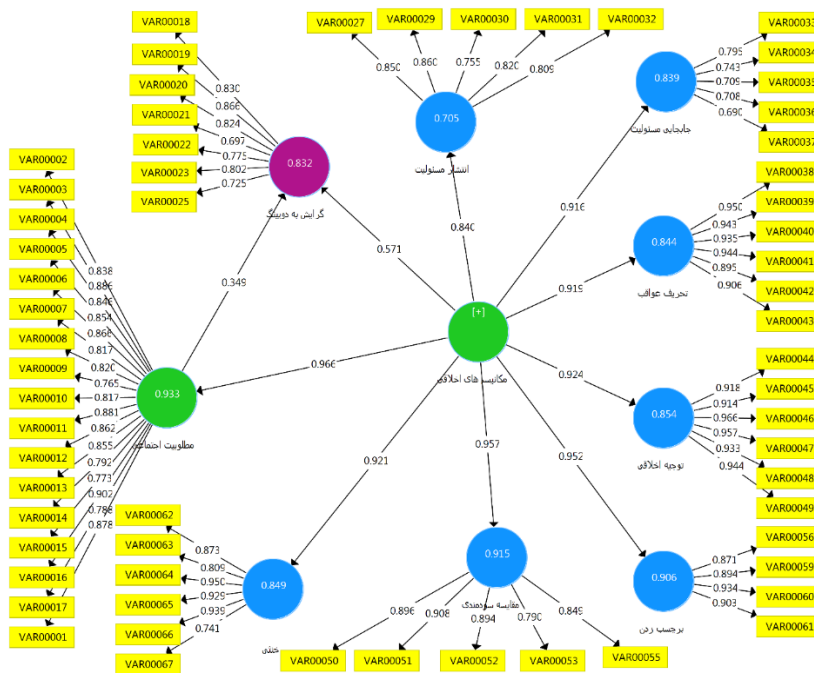 VAR00018
VAR00019
VAR00020
VAR00021
VAR00022
VAR00023
VAR00025
0.830
0.866
0.824
0.697
0.775
0.802
0.725
0.832
گرایش به دوپینگ
VAR00027
VAR00029
VAR00030
VAR00031
VAR00032
0.850
0.860
0.755
0.820
0.809
0.705
انتشار مسئولیت
VAR00033
VAR00034
VAR00035
VAR00036
VAR00037
0.795
0.743
0.709
0.708
0.690
0.839
جابجایی مسئولیت
VAR00038
VAR00039
VAR00040
VAR00041
VAR00042
VAR00043
0.950
0.943
0.935
0.944
0.895
0.906
0.844
تحریف عواقب
VAR00002
VAR00003
VAR00004
VAR00005
VAR00006
VAR00007
VAR00008
VAR00009
VAR00010
VAR00011
VAR00012
VAR00013
VAR00014
VAR00015
VAR00016
VAR00017
VAR00001
0.838
0.886
0.846
0.854
0.868
0.817
0.820
0.765
0.817
0.881
0.862
0.855
0.792
0.773
0.902
0.788
0.878
0.933
مطلوبیت اجتماعی
0.349
0.571
0.840
0.916
0.919
0.966
0.924
0.921
0.957
0.952
[+]
مکانیسم های اخلاقی
VAR00044
VAR00045
VAR00046
VAR00047
VAR00048
VAR00049
0.918
0.914
0.966
0.957
0.933
0.944
0.854
توجیه اخلاقی
VAR00062
VAR00063
VAR00064
VAR00065
VAR00066
VAR00067
0.873
0.809
0.950
0.929
0.939
0.741
0.849
خنثی
0.915
مقایسه سودمندی
0.896
0.908
0.894
0.790
0.849
VAR00050
VAR00051
VAR00052
VAR00053
VAR00055
VAR00056
VAR00059
VAR00060
VAR00061
0.871
0.894
0.934
0.903
0.906
برچسب زدن